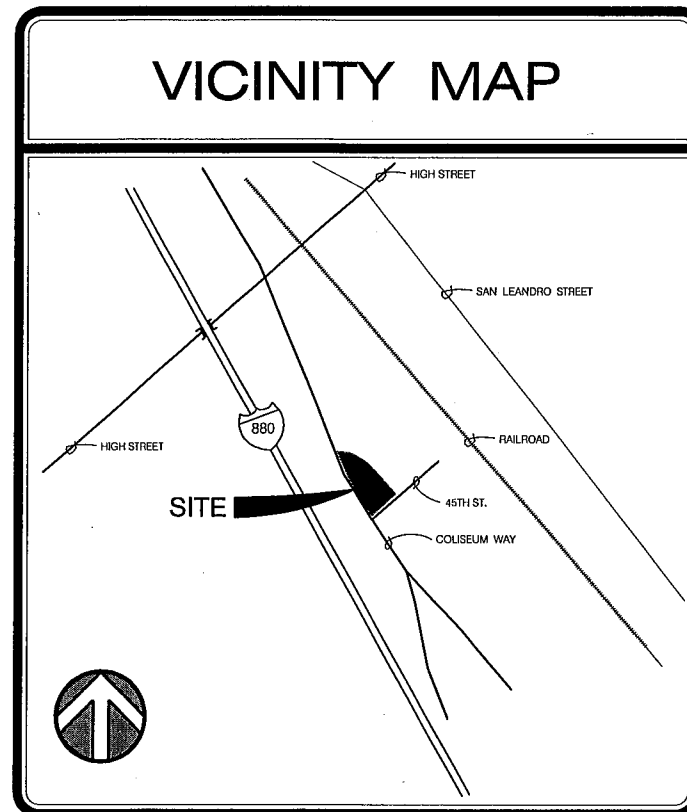 VICINITY MAP
HIGH STREET
SAN LEANDRO STREET
880
HIGH STREET
RAILROAD
SITE
45TH ST.
COLISEUM WAY